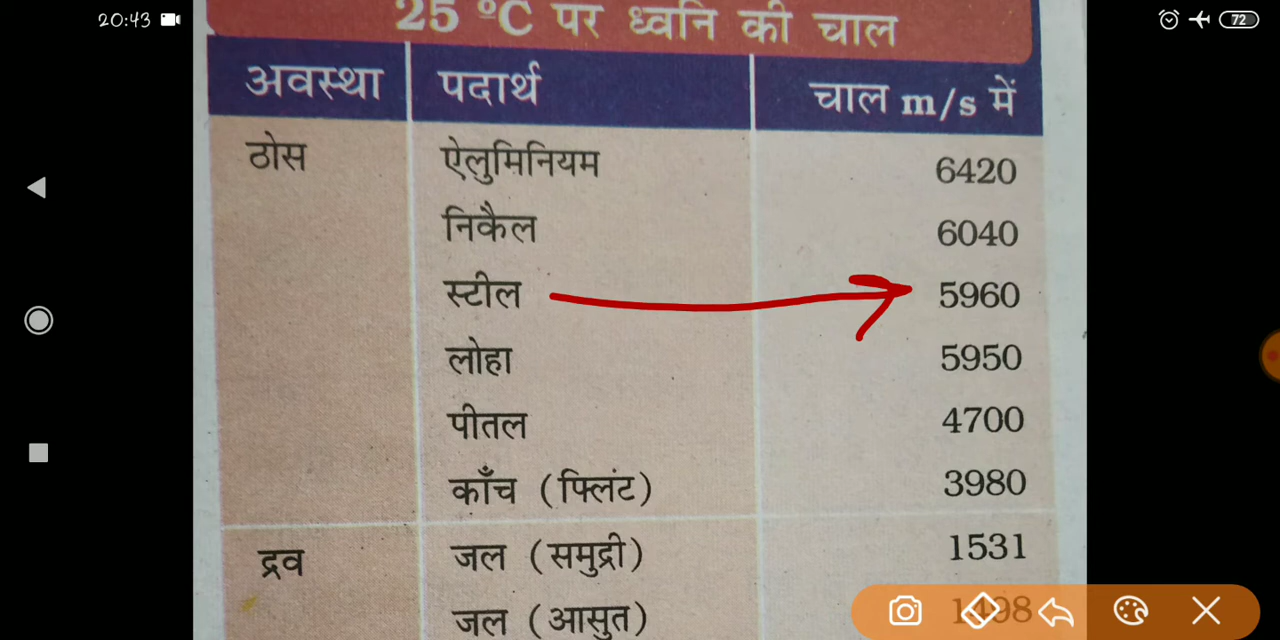 20:43
72
25 °C पर ध्वनि की चाल
अवस्था पदार्थ चाल m/s में
ठोस ऐलुमिनियम 6420
निकैल 6040
स्टील 5960
लोहा 5950
पीतल 4700
काँच (फ्लिंट) 3980
द्रव जल (समुद्री) 1531
जल (आसुत) 1498